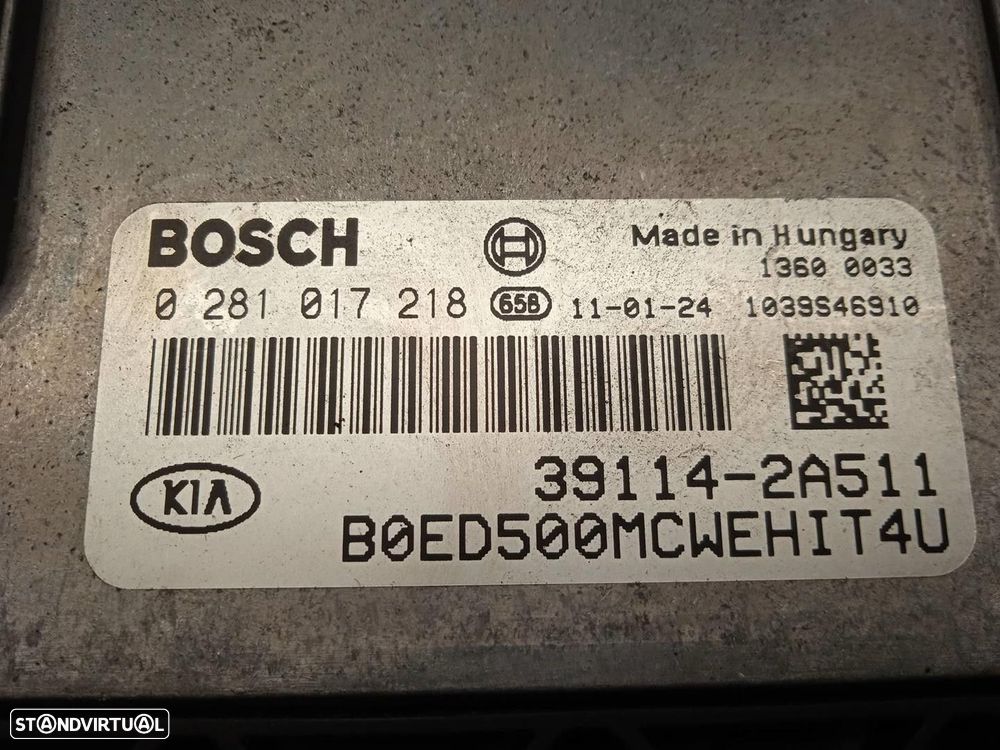 BOSCH
Made in Hungary
1360 0033
0 281 017 218 65B 11-01-24 1039S46910
KIA
39114-2A511
B0ED500MCWEHIT4U
STANDVIRTUAL